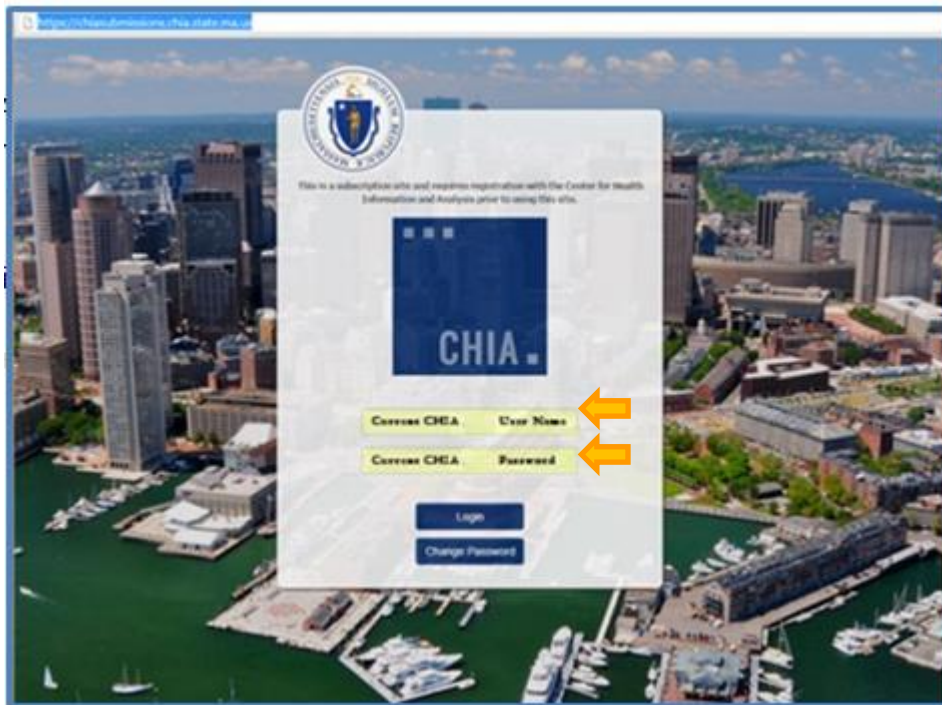 https://chiasubmissions.chia.state.ma.us
This is a subscription site and requires registration with the Center for Health
Information and Analysis prior to using this site.
CHIA.
Current CHIA. User Name
Current CHIA. Password
Login
Change Password